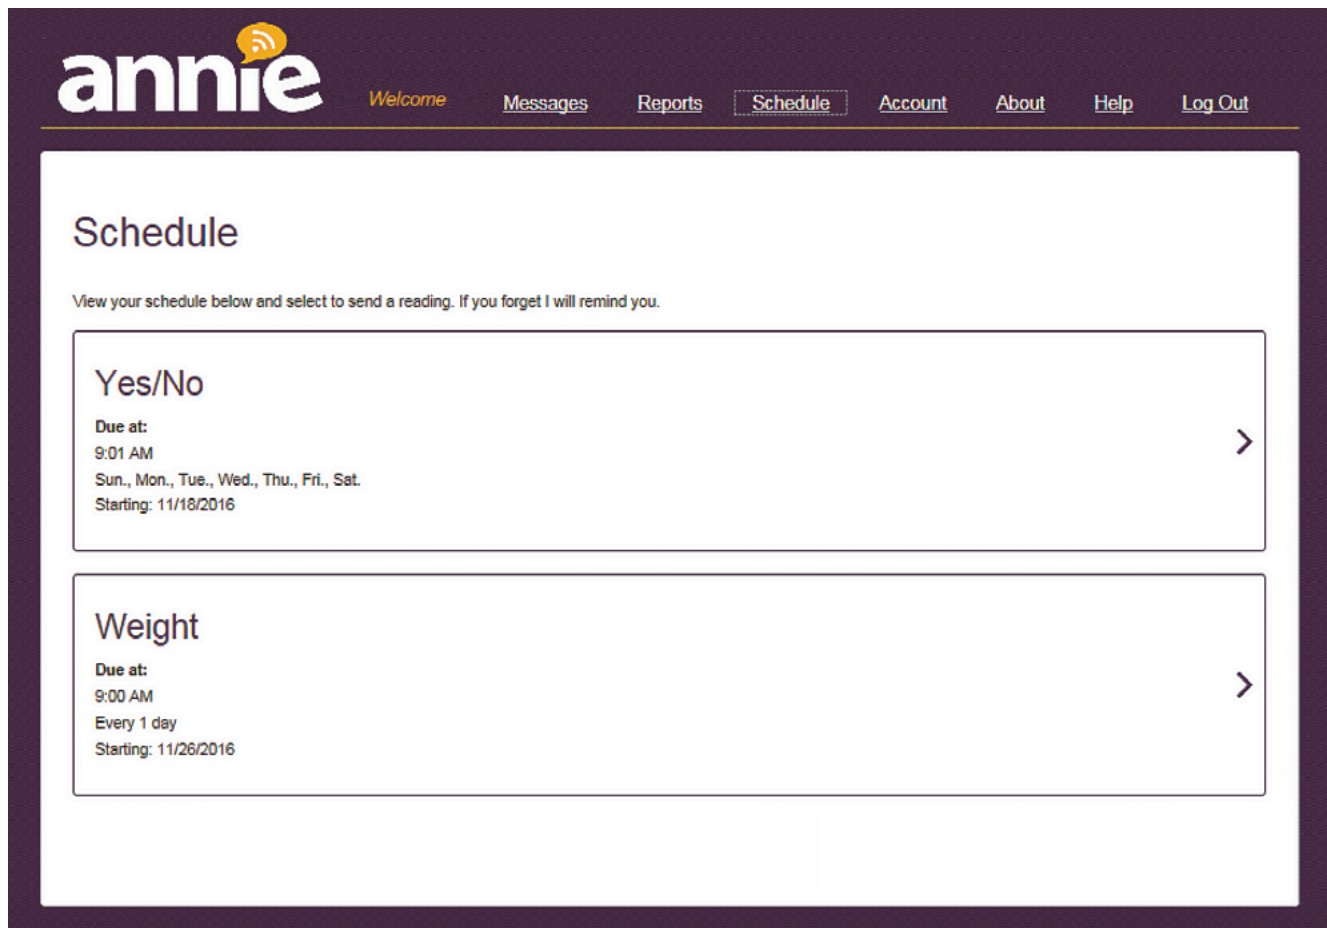 annie
Welcome Messages Reports Schedule Account About Help Log Out
Schedule
View your schedule below and select to send a reading. If you forget I will remind you.
Yes/No
Due at:
9:01 AM
Sun., Mon., Tue., Wed., Thu., Fri., Sat.
Starting: 11/18/2016
Weight
Due at:
9:00 AM
Every 1 day
Starting: 11/26/2016